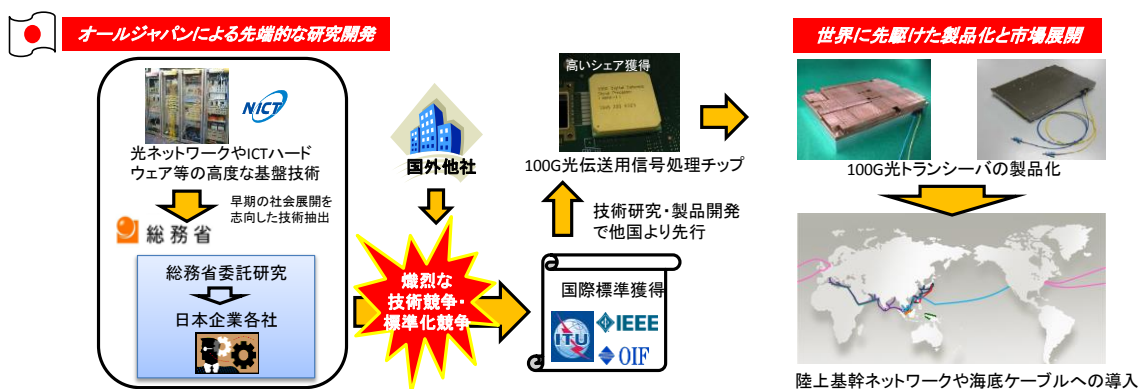 オールジャパンによる先端的な研究開発
NICT
光ネットワークやICTハード
ウェア等の高度な基盤技術
早期の社会展開を
志向した技術抽出
総務省
総務省委託研究
日本企業各社
国外他社
熾烈な
技術競争・
標準化競争
高いシェア獲得
100G光伝送用信号処理チップ
技術研究・製品開発
で他国より先行
国際標準獲得
ITU
IEEE
OIF
世界に先駆けた製品化と市場展開
100G光トランシーバの製品化
陸上基幹ネットワークや海底ケーブルへの導入